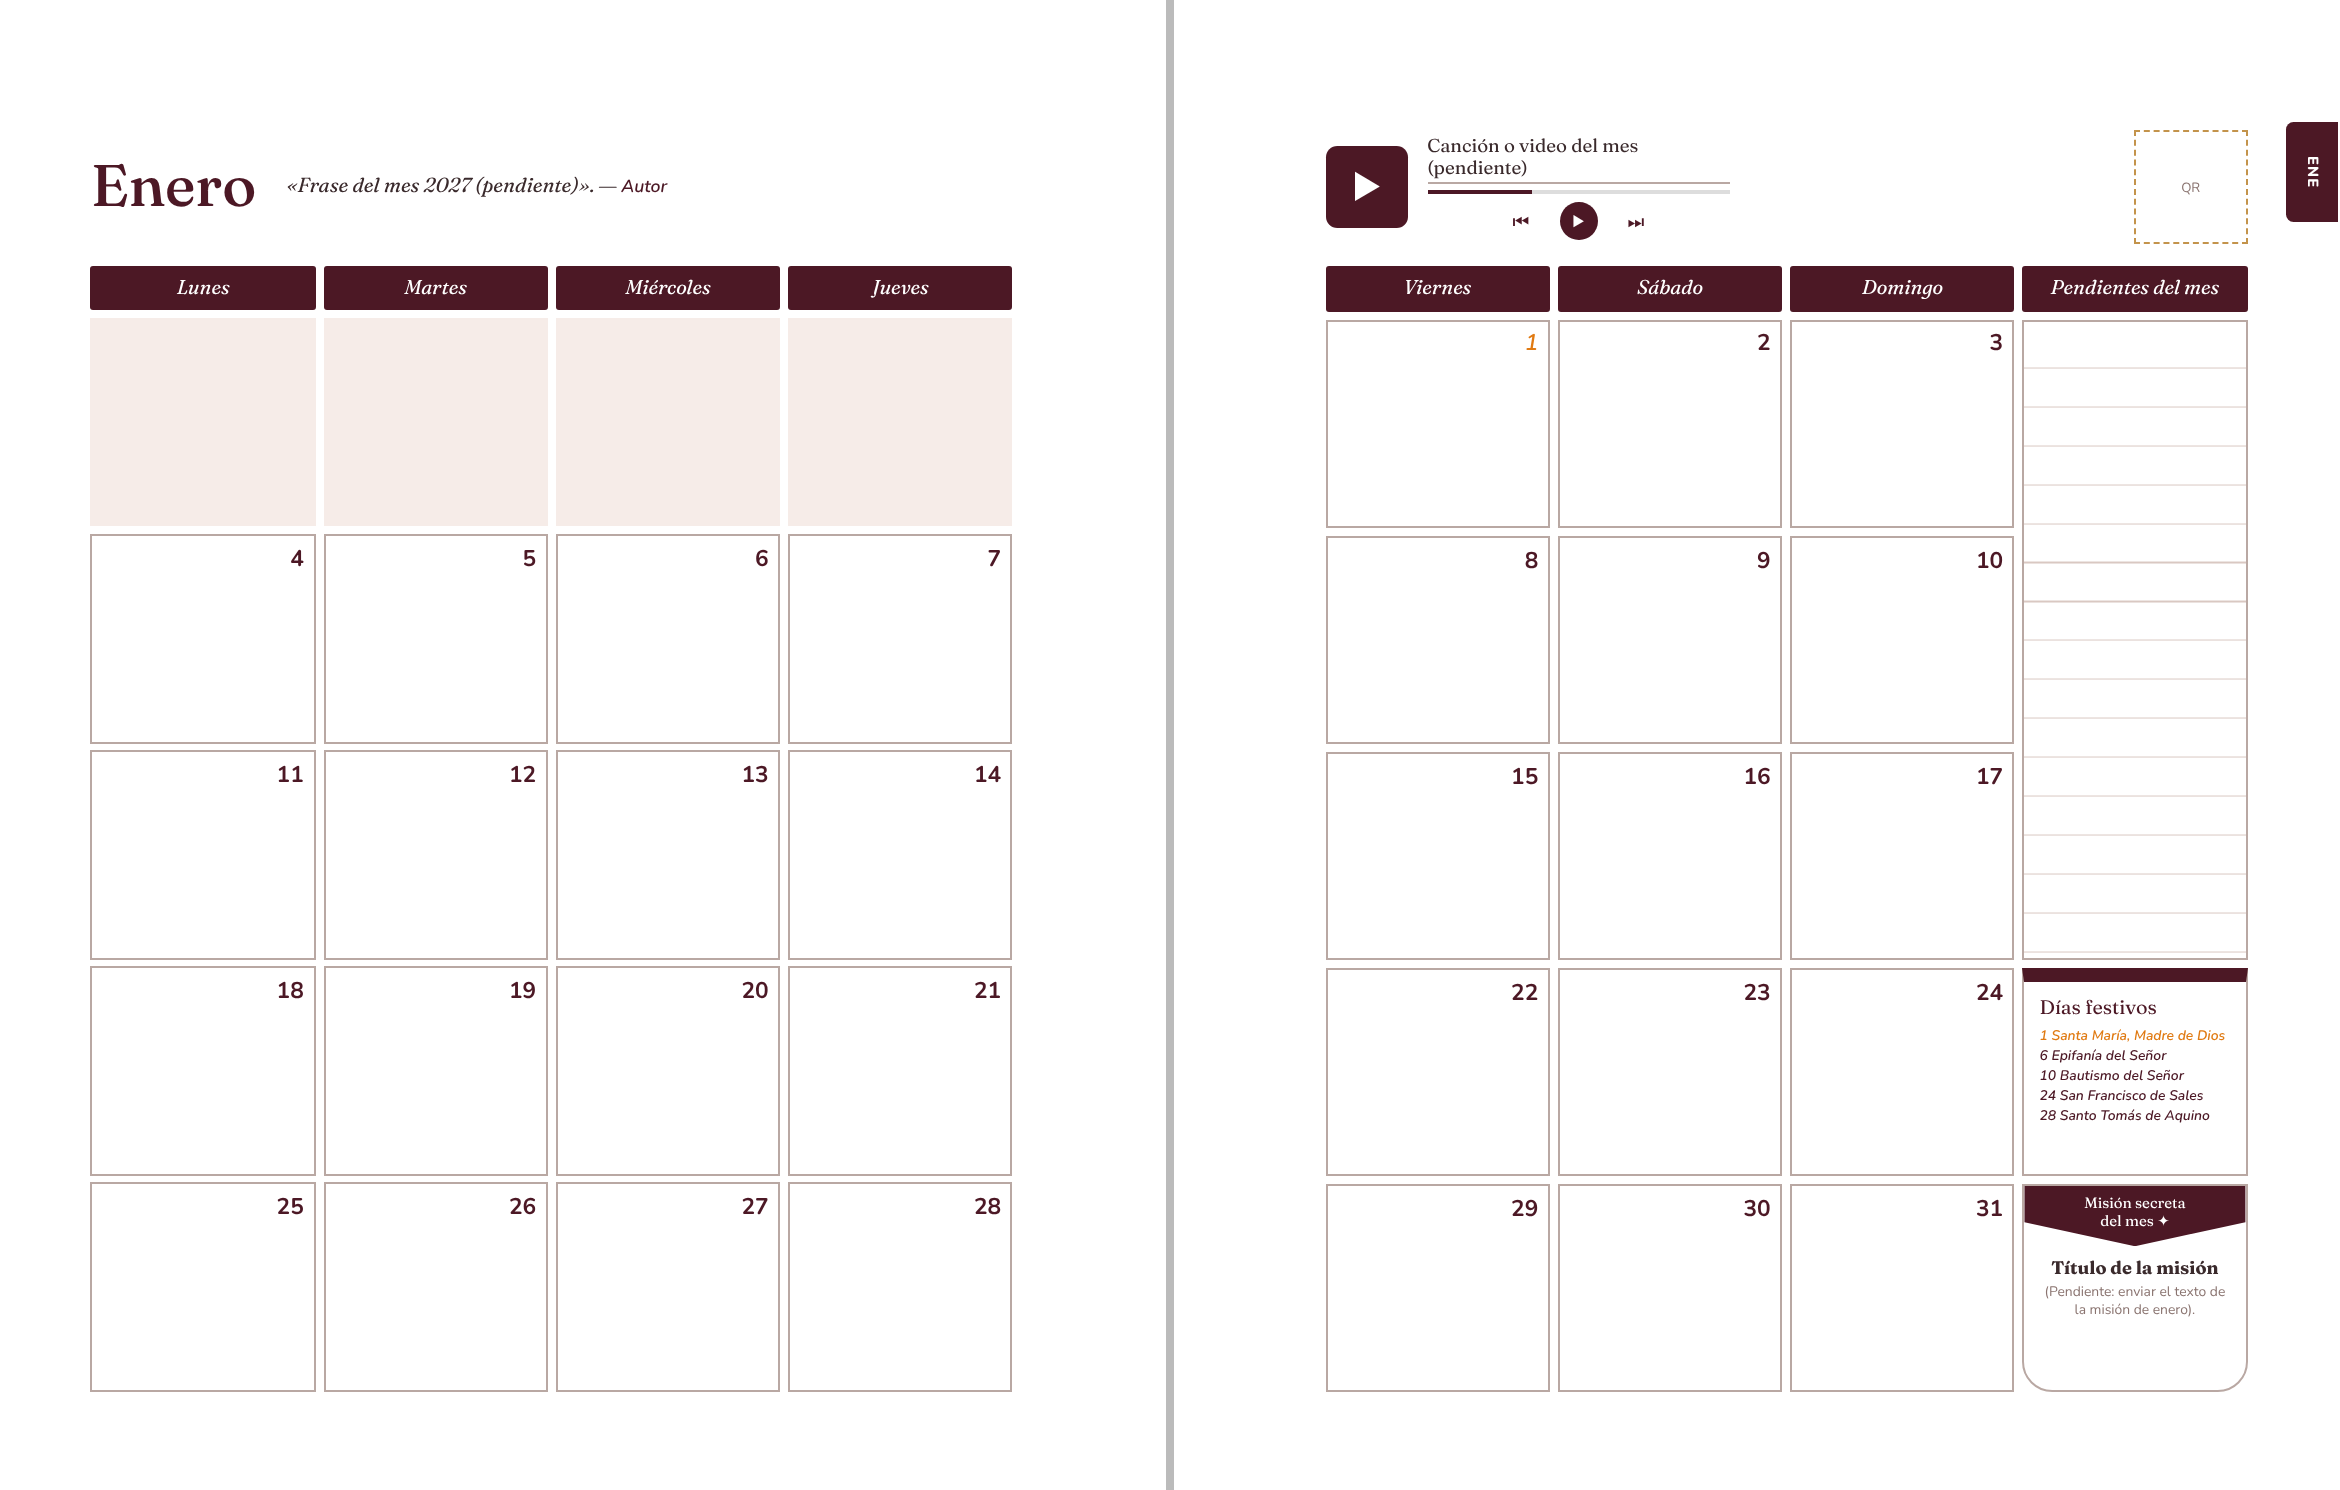 Enero
«Frase del mes 2027 (pendiente)». — Autor
Lunes
Martes
Miércoles
Jueves
4
5
6
7
11
12
13
14
18
19
20
21
25
26
27
28
Canción o video del mes
(pendiente)
QR
ENE
Viernes
Sábado
Domingo
Pendientes del mes
1
2
3
8
9
10
15
16
17
22
23
24
29
30
31
Días festivos
1 Santa María, Madre de Dios
6 Epifanía del Señor
10 Bautismo del Señor
24 San Francisco de Sales
28 Santo Tomás de Aquino
Misión secreta
del mes ✦
Título de la misión
(Pendiente: enviar el texto de
la misión de enero).